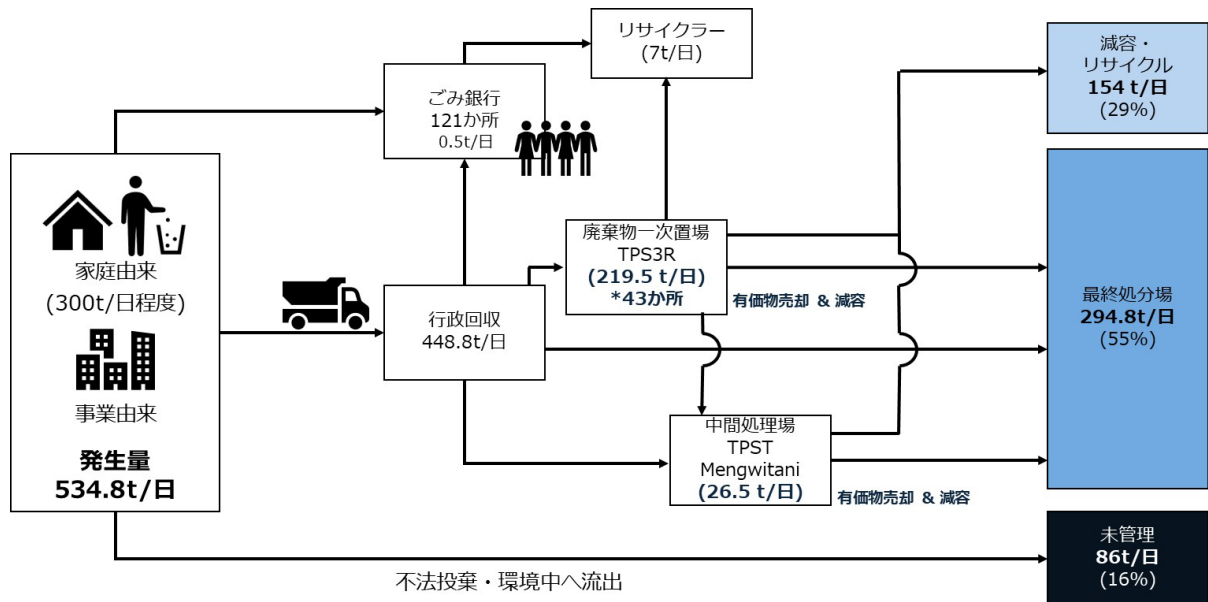 家庭由来
(300t/日程度)
事業由来
発生量
534.8t/日
ごみ銀行
121か所
0.5t/日
リサイクラー
(7t/日)
行政回収
448.8t/日
廃棄物一次置場
TPS3R
(219.5 t/日)
*43か所
有価物売却 & 減容
中間処理場
TPST
Mengwitani
(26.5 t/日)
有価物売却 & 減容
不法投棄・環境中へ流出
減容・
リサイクル
154 t/日
(29%)
最終処分場
294.8t/日
(55%)
未管理
86t/日
(16%)